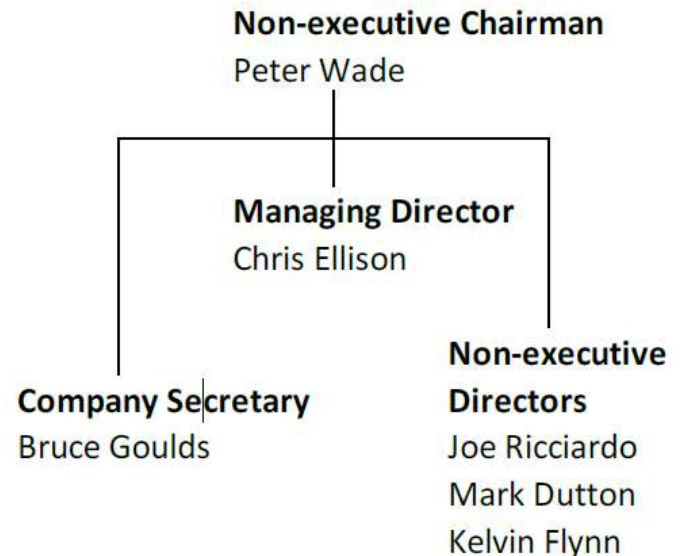 Non-executive Chairman
Peter Wade
Managing Director
Chris Ellison
Company Secretary
Bruce Goulds
Non-executive
Directors
Joe Ricciardo
Mark Dutton
Kelvin Flynn